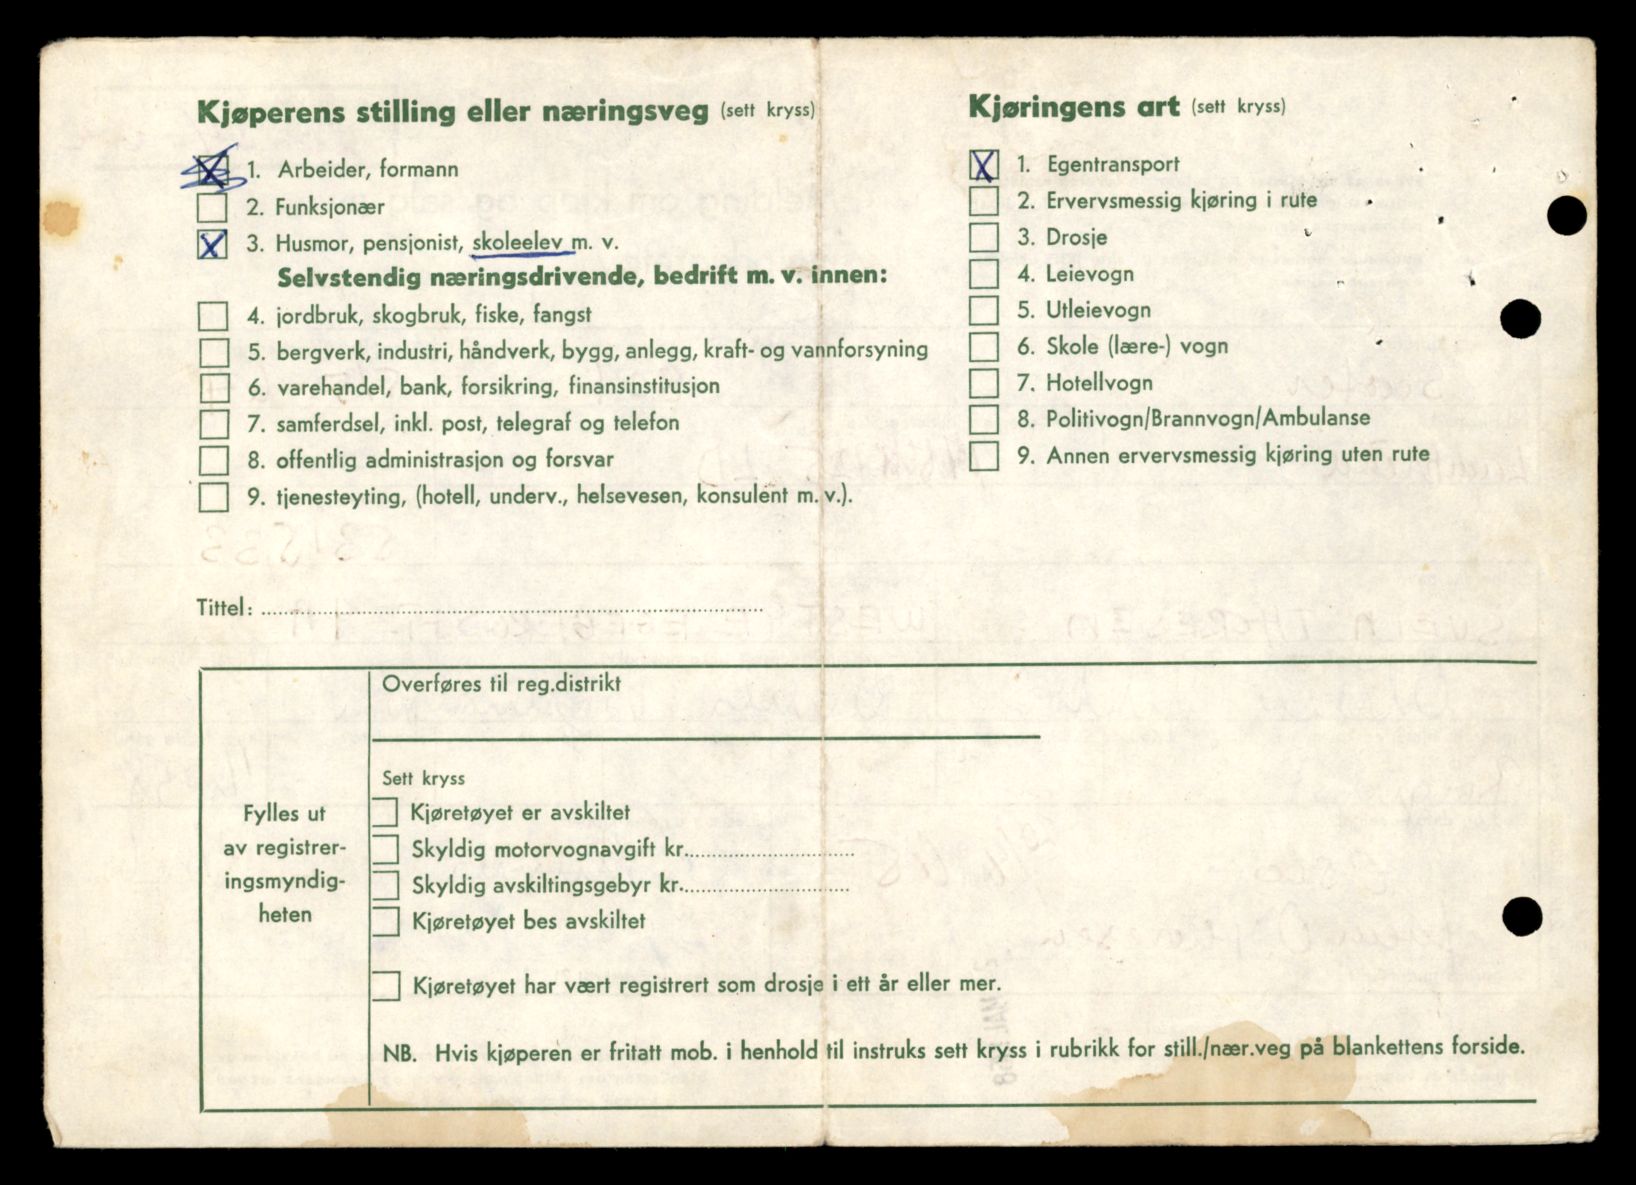 Kjøperens stilling eller næringsveg (sett kryss)
X 1. Arbeider, formann
2. Funksjonær
X 3. Husmor, pensjonist, skoleelev m. v.
Selvstendig næringsdrivende, bedrift m. v. innen:
4. jordbruk, skogbruk, fiske, fangst
5. bergverk, industri, håndverk, bygg, anlegg, kraft- og vannforsyning
6. varehandel, bank, forsikring, finansinstitusjon
7. samferdsel, inkl. post, telegraf og telefon
8. offentlig administrasjon og forsvar
9. tjenesteyting, (hotell, underv., helsevesen, konsulent m. v.).
Tittel:
Kjøringens art (sett kryss)
X 1. Egentransport
2. Ervervsmessig kjøring i rute
3. Drosje
4. Leievogn
5. Utleievogn
6. Skole (lære-) vogn
7. Hotellvogn
8. Politivogn/Brannvogn/Ambulanse
9. Annen ervervsmessig kjøring uten rute
Fylles ut
av registrer-
ingsmyndig-
heten
Overføres til reg.distrikt
Sett kryss
Kjøretøyet er avskiltet
Skyldig motorvognavgift kr.
Skyldig avskiltingsgebyr kr.
Kjøretøyet bes avskiltet
Kjøretøyet har vært registrert som drosje i ett år eller mer.
NB. Hvis kjøperen er fritatt mob. i henhold til instruks sett kryss i rubrikk for still./nær.veg på blankettens forside.